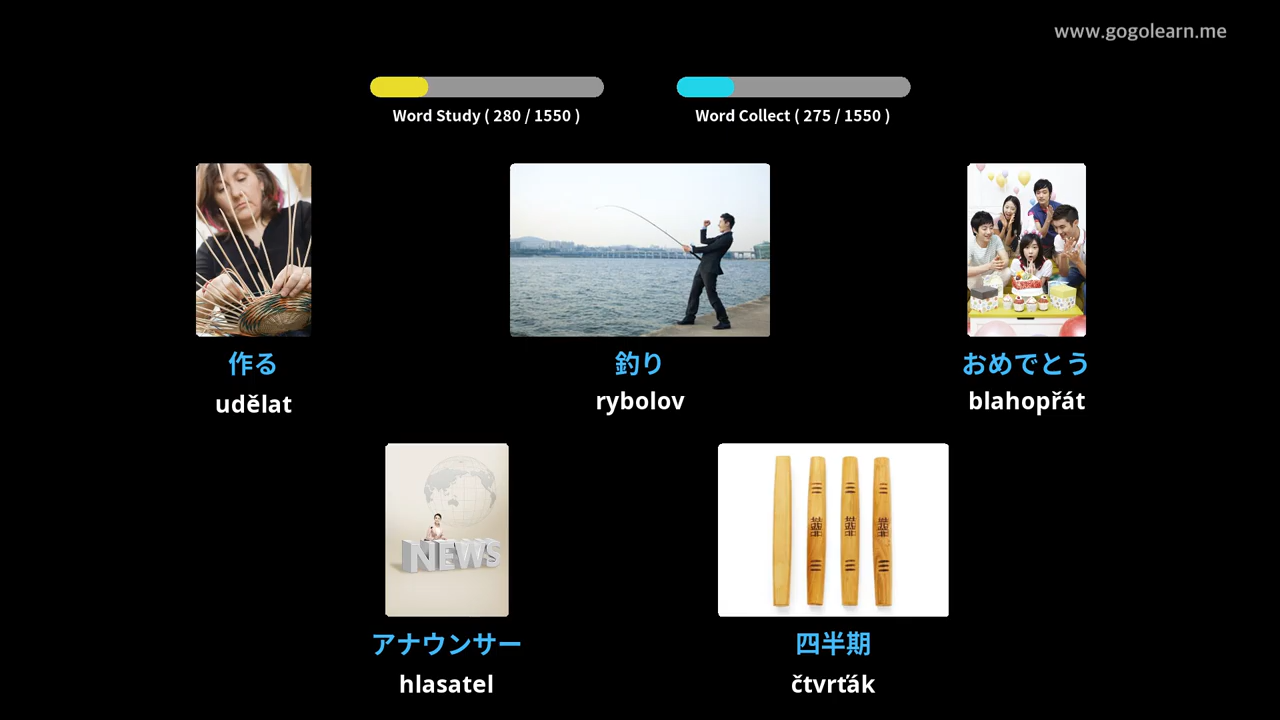 www.gogolearn.me
Word Study ( 280 / 1550 )
Word Collect ( 275 / 1550 )
作る
釣り
おめでとう
udělat
rybolov
blahopřát
NEWS
アナウンサー
四半期
hlasatel
čtvrťák